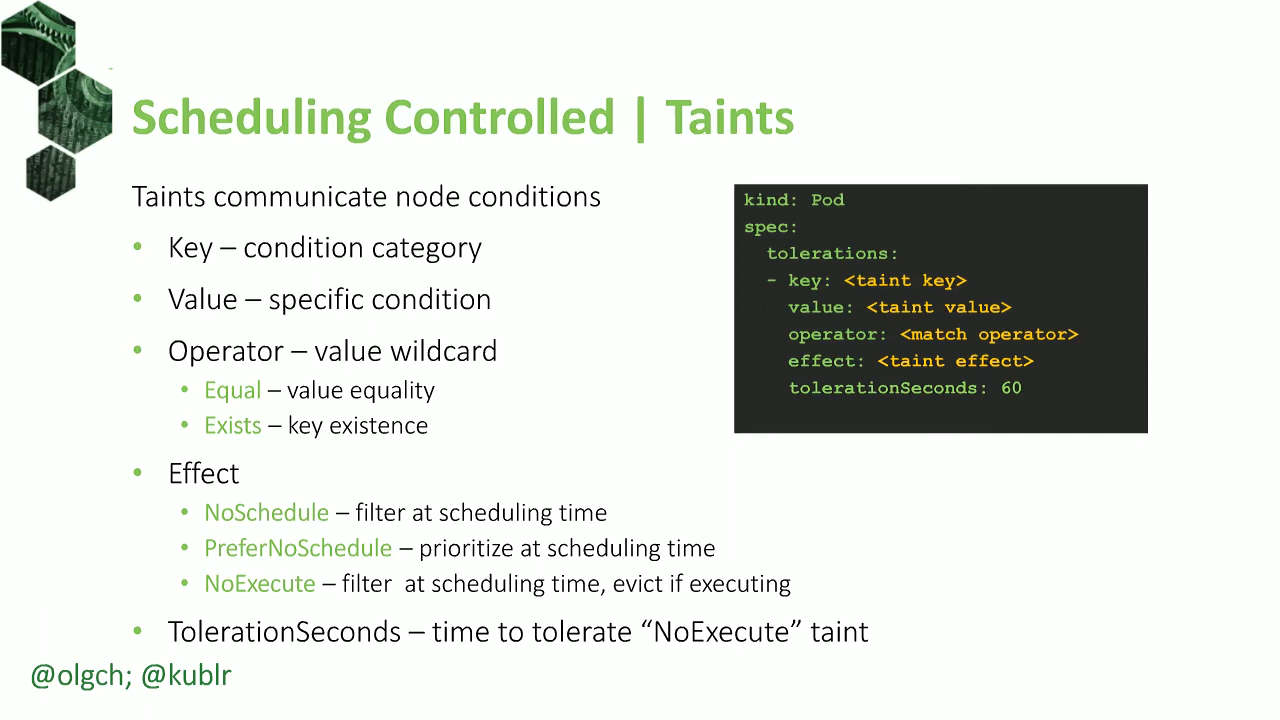 Scheduling Controlled | Taints
Taints communicate node conditions
• Key – condition category
• Value – specific condition
• Operator – value wildcard
• Equal – value equality
• Exists – key existence
• Effect
• NoSchedule – filter at scheduling time
• PreferNoSchedule – prioritize at scheduling time
• NoExecute – filter  at scheduling time, evict if executing
• TolerationSeconds – time to tolerate “NoExecute” taint
kind: Pod
spec:
  tolerations:
  - key: <taint key>
    value: <taint value>
    operator: <match operator>
    effect: <taint effect>
    tolerationSeconds: 60
@olgch; @kublr